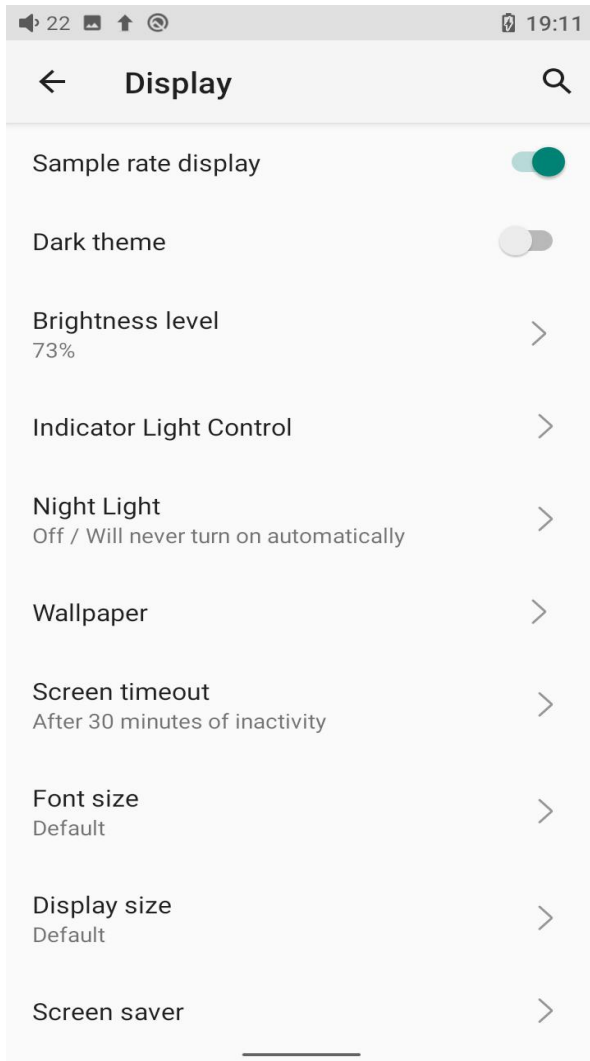 22 19:11
Display
Sample rate display
Dark theme
Brightness level
73%
Indicator Light Control
Night Light
Off / Will never turn on automatically
Wallpaper
Screen timeout
After 30 minutes of inactivity
Font size
Default
Display size
Default
Screen saver